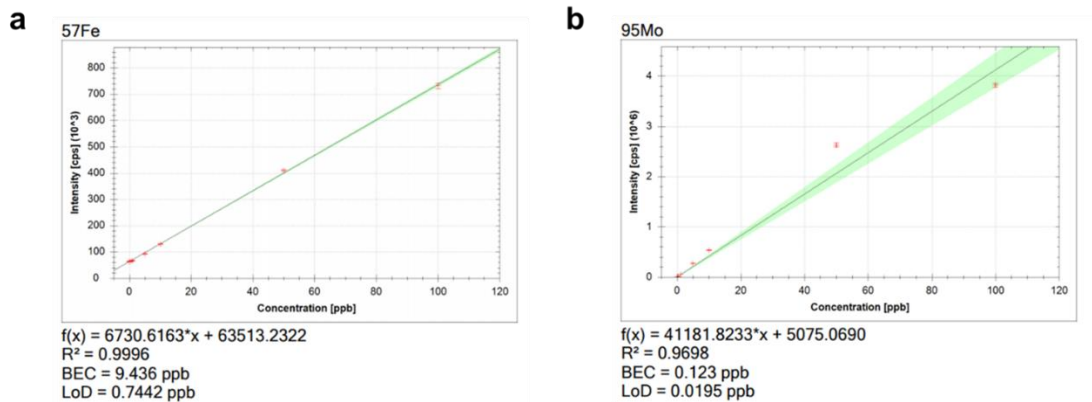 a
57Fe
Intensity [cps] (10^3)
800
700
600
500
400
300
200
100
0
0 20 40 60 80 100 120
Concentration [ppb]
f(x) = 6730.6163*x + 63513.2322
R² = 0.9996
BEC = 9.436 ppb
LoD = 0.7442 ppb
b
95Mo
Intensity [cps] (10^6)
4
3
2
1
0
0 20 40 60 80 100 120
Concentration [ppb]
f(x) = 41181.8233*x + 5075.0690
R² = 0.9698
BEC = 0.123 ppb
LoD = 0.0195 ppb